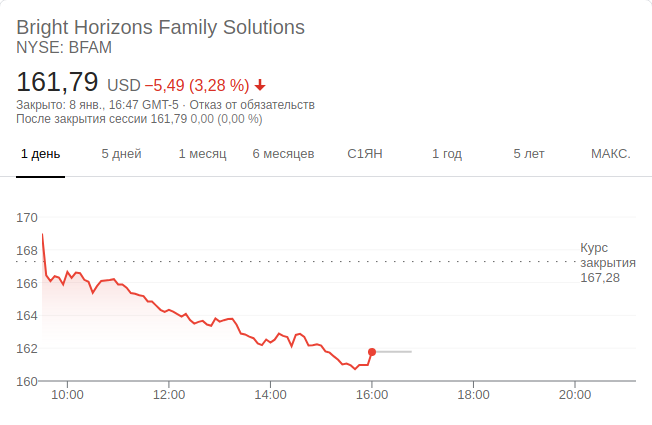 Bright Horizons Family Solutions
NYSE: BFAM
161,79 USD −5,49 (3,28 %)
Закрыто: 8 янв., 16:47 GMT-5 · Отказ от обязательств
После закрытия сессии 161,79 0,00 (0,00 %)
1 день 5 дней 1 месяц 6 месяцев С1ЯН 1 год 5 лет МАКС.
170
168
166
164
162
160
Курс
закрытия
167,28
10:00 12:00 14:00 16:00 18:00 20:00